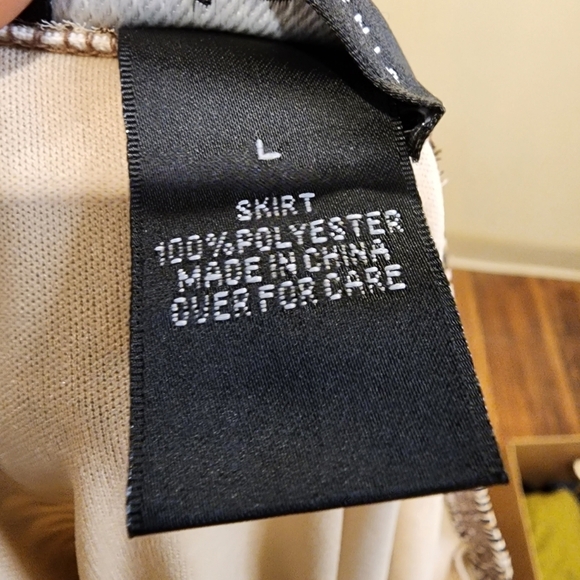 L
SKIRT
100%POLYESTER
MADE IN CHINA
OVER FOR CARE